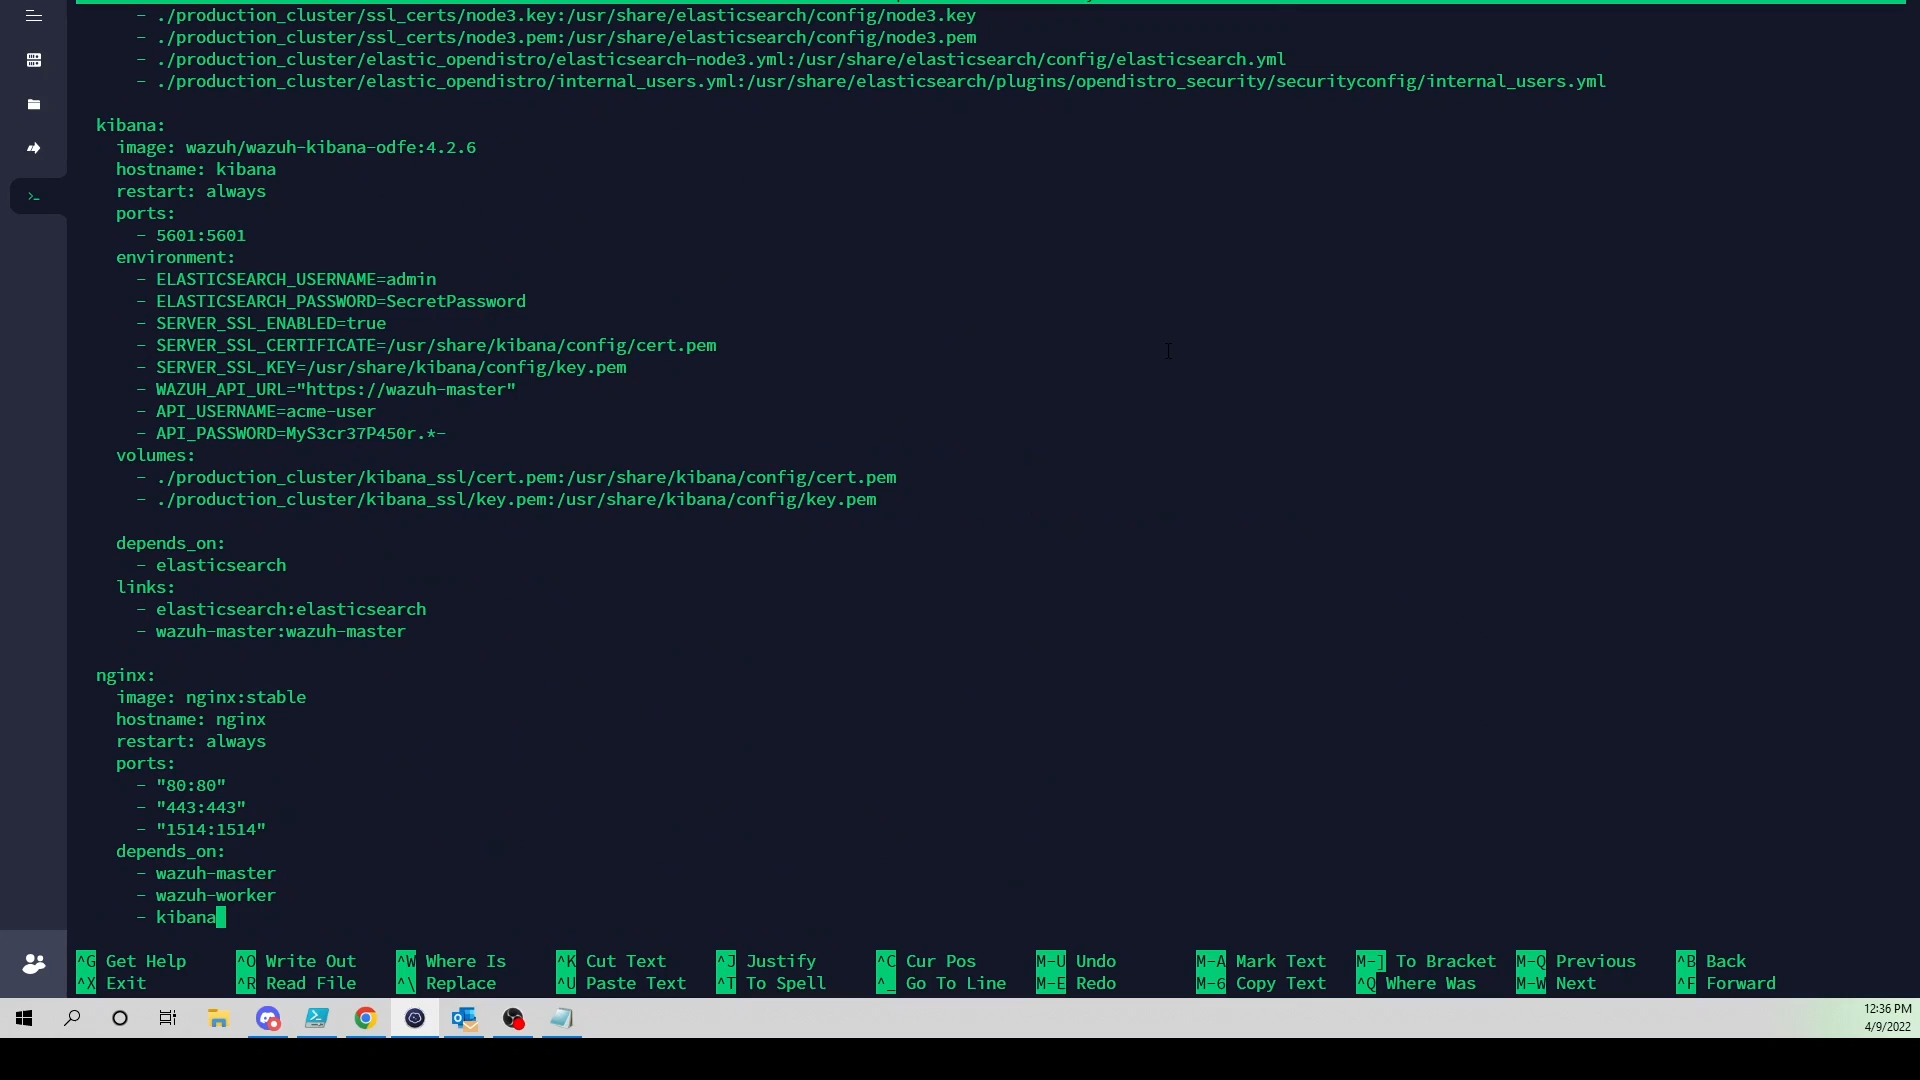 - ./production_cluster/ssl_certs/node3.key:/usr/share/elasticsearch/config/node3.key
- ./production_cluster/ssl_certs/node3.pem:/usr/share/elasticsearch/config/node3.pem
- ./production_cluster/elastic_opendistro/elasticsearch-node3.yml:/usr/share/elasticsearch/config/elasticsearch.yml
- ./production_cluster/elastic_opendistro/internal_users.yml:/usr/share/elasticsearch/plugins/opendistro_security/securityconfig/internal_users.yml
kibana:
image: wazuh/wazuh-kibana-odfe:4.2.6
hostname: kibana
restart: always
ports:
- 5601:5601
environment:
- ELASTICSEARCH_USERNAME=admin
- ELASTICSEARCH_PASSWORD=SecretPassword
- SERVER_SSL_ENABLED=true
- SERVER_SSL_CERTIFICATE=/usr/share/kibana/config/cert.pem
- SERVER_SSL_KEY=/usr/share/kibana/config/key.pem
- WAZUH_API_URL="https://wazuh-master"
- API_USERNAME=acme-user
- API_PASSWORD=MyS3cr37P450r.*-
volumes:
- ./production_cluster/kibana_ssl/cert.pem:/usr/share/kibana/config/cert.pem
- ./production_cluster/kibana_ssl/key.pem:/usr/share/kibana/config/key.pem
depends_on:
- elasticsearch
links:
- elasticsearch:elasticsearch
- wazuh-master:wazuh-master
nginx:
image: nginx:stable
hostname: nginx
restart: always
ports:
- "80:80"
- "443:443"
- "1514:1514"
depends_on:
- wazuh-master
- wazuh-worker
- kibana
^G Get Help ^O Write Out ^W Where Is ^K Cut Text ^J Justify ^C Cur Pos M-U Undo M-A Mark Text M-] To Bracket M-Q Previous ^B Back
^X Exit ^R Read File ^\ Replace ^U Paste Text ^T To Spell ^_ Go To Line M-E Redo M-6 Copy Text ^Q Where Was M-W Next ^F Forward
12:36 PM
4/9/2022